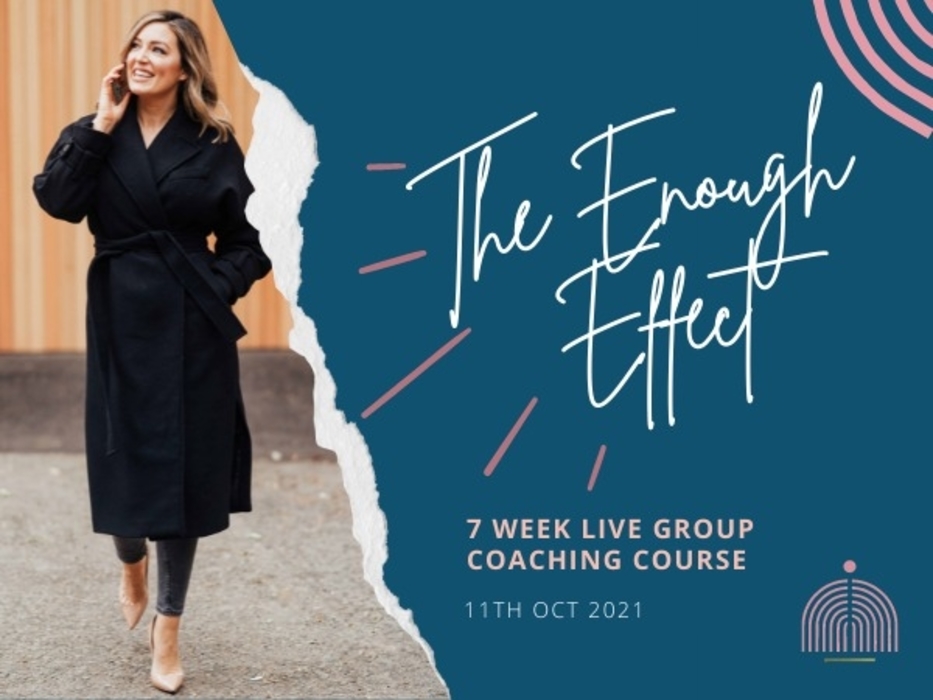 The Enough
Effect
7 WEEK LIVE GROUP
COACHING COURSE
11TH OCT 2021